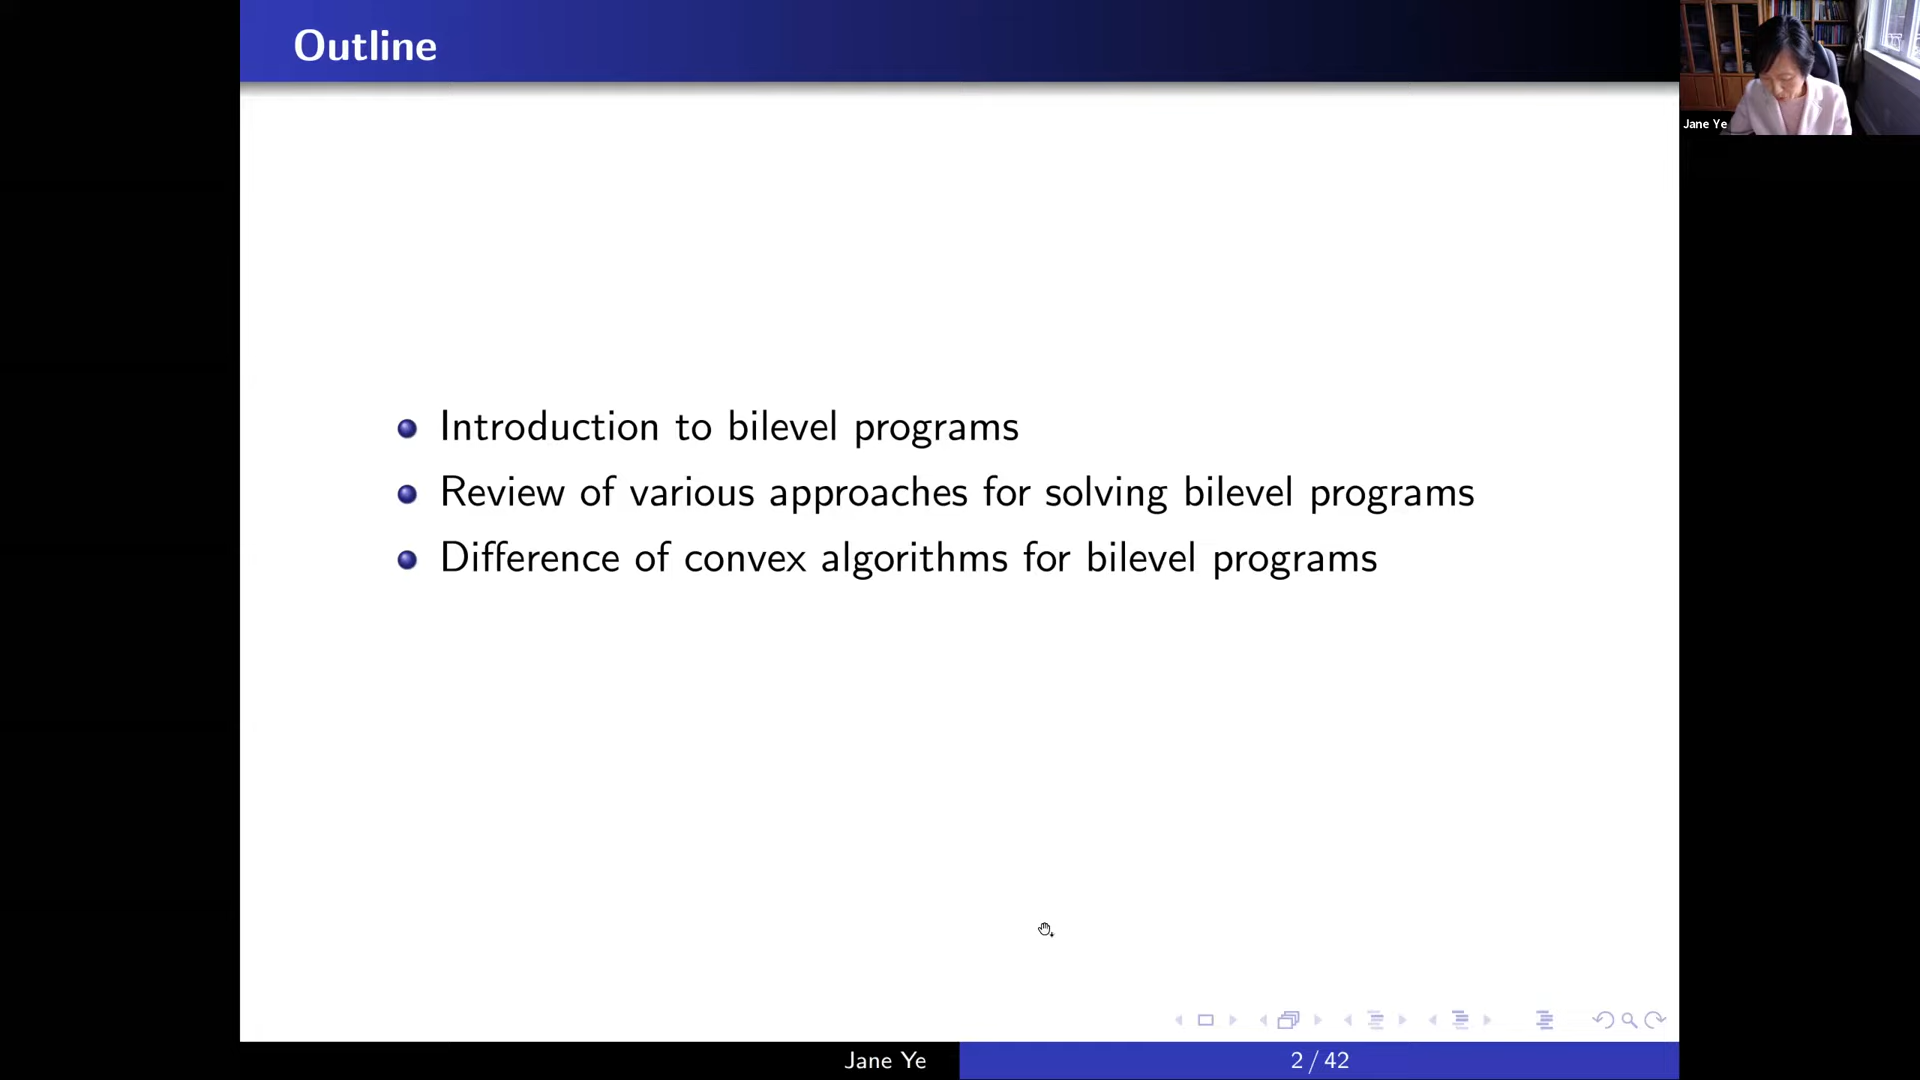 Outline
Jane Ye
Introduction to bilevel programs
Review of various approaches for solving bilevel programs
Difference of convex algorithms for bilevel programs
Jane Ye
2 / 42